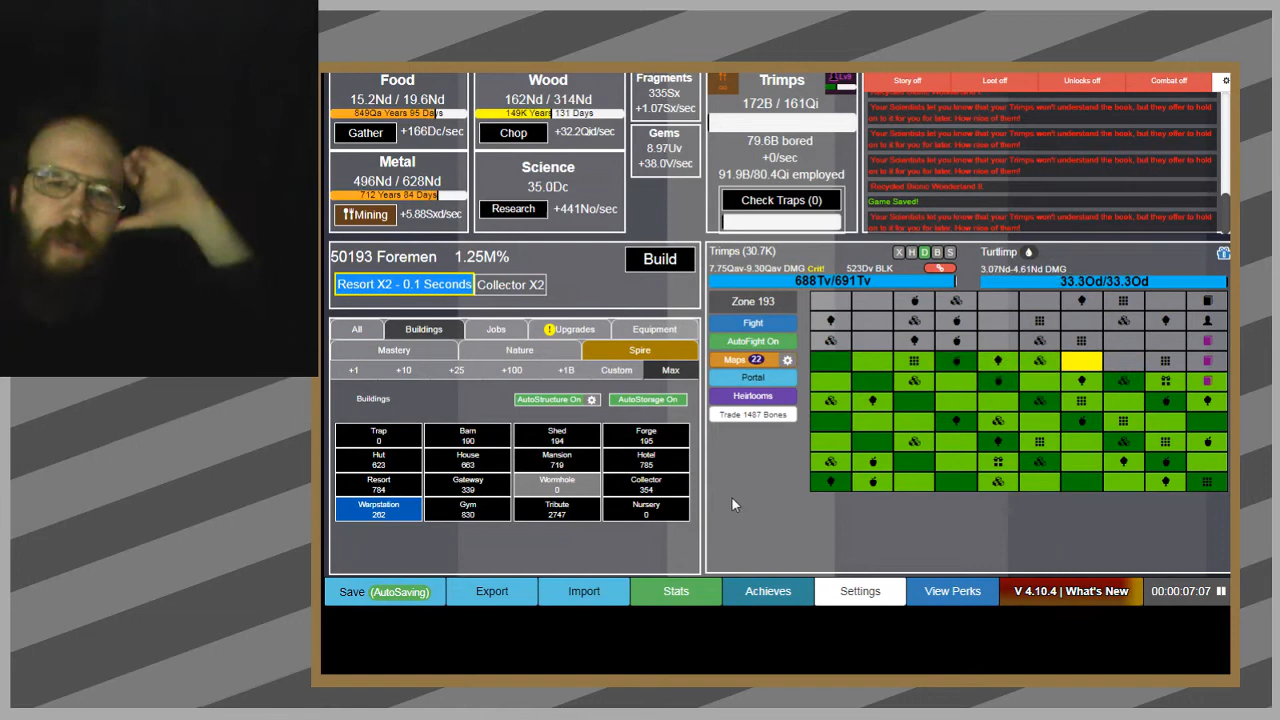 Food
15.2Nd / 19.6Nd
849Qa Years 95 Days
Gather
+166Dc/sec
Wood
162Nd / 314Nd
149K Years 131 Days
Chop
+32.2Qid/sec
Fragments
335Sx
+1.07Sx/sec
Gems
8.97Uv
+38.0V/sec
Metal
496Nd / 628Nd
712 Years 84 Days
Mining
+5.88Sxd/sec
Science
35.0Dc
Research
+441No/sec
Trimps
172B / 161Qi
79.6B bored
+0/sec
91.9B/80.4Qi employed
Check Traps (0)
Story off
Loot off
Unlocks off
Combat off
Your Scientists let you know that your Trimps won't understand the book, but they offer to hold
on to it for you for later. How nice of them!
Your Scientists let you know that your Trimps won't understand the book, but they offer to hold
on to it for you for later. How nice of them!
Your Scientists let you know that your Trimps won't understand the book, but they offer to hold
on to it for you for later. How nice of them!
Recycled Bionic Wonderland II.
Game Saved!
Your Scientists let you know that your Trimps won't understand the book, but they offer to hold
on to it for you for later. How nice of them!
50193 Foremen
1.25M%
Build
Resort X2 - 0.1 Seconds
Collector X2
All
Buildings
Jobs
Upgrades
Equipment
Mastery
Nature
Spire
+1
+10
+25
+100
+1B
Custom
Max
Buildings
AutoStructure On
AutoStorage On
Trap
0
Barn
190
Shed
194
Forge
195
Hut
623
House
663
Mansion
719
Hotel
785
Resort
784
Gateway
339
Wormhole
0
Collector
354
Warpstation
262
Gym
830
Tribute
2747
Nursery
0
Trimps (30.7K)
X H D B S
7.75Qav-9.30Qav DMG Crit!
523Dv BLK
688Tv/691Tv
Turtlimp
3.07Nd-4.61Nd DMG
33.3Od/33.3Od
Zone 193
Fight
AutoFight On
Maps 22
Portal
Heirlooms
Trade 1487 Bones
Save (AutoSaving)
Export
Import
Stats
Achieves
Settings
View Perks
V 4.10.4 | What's New
00:00:07:07